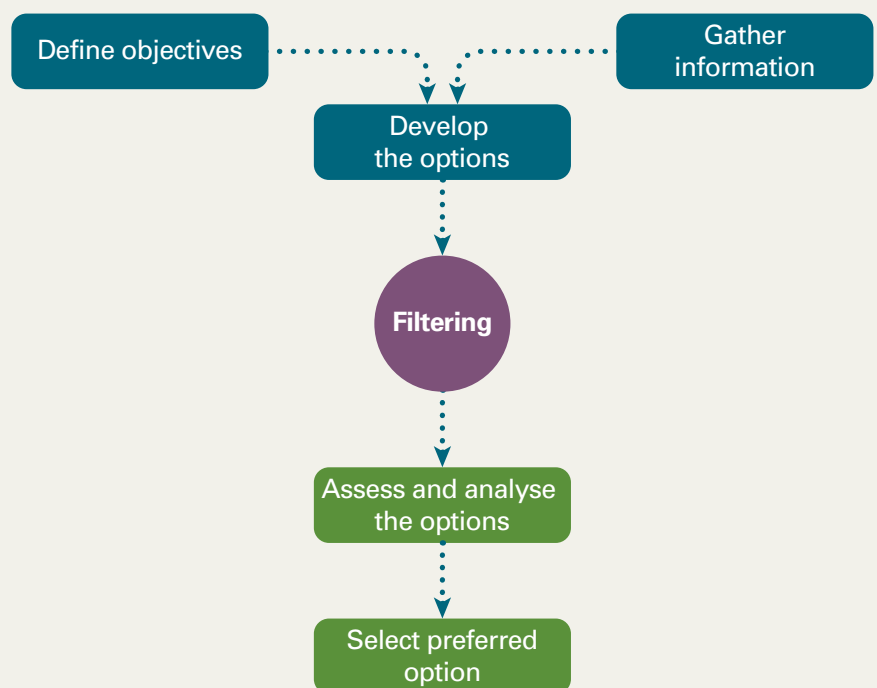 Define objectives
Gather
information
Develop
the options
Filtering
Assess and analyse
the options
Select preferred
option